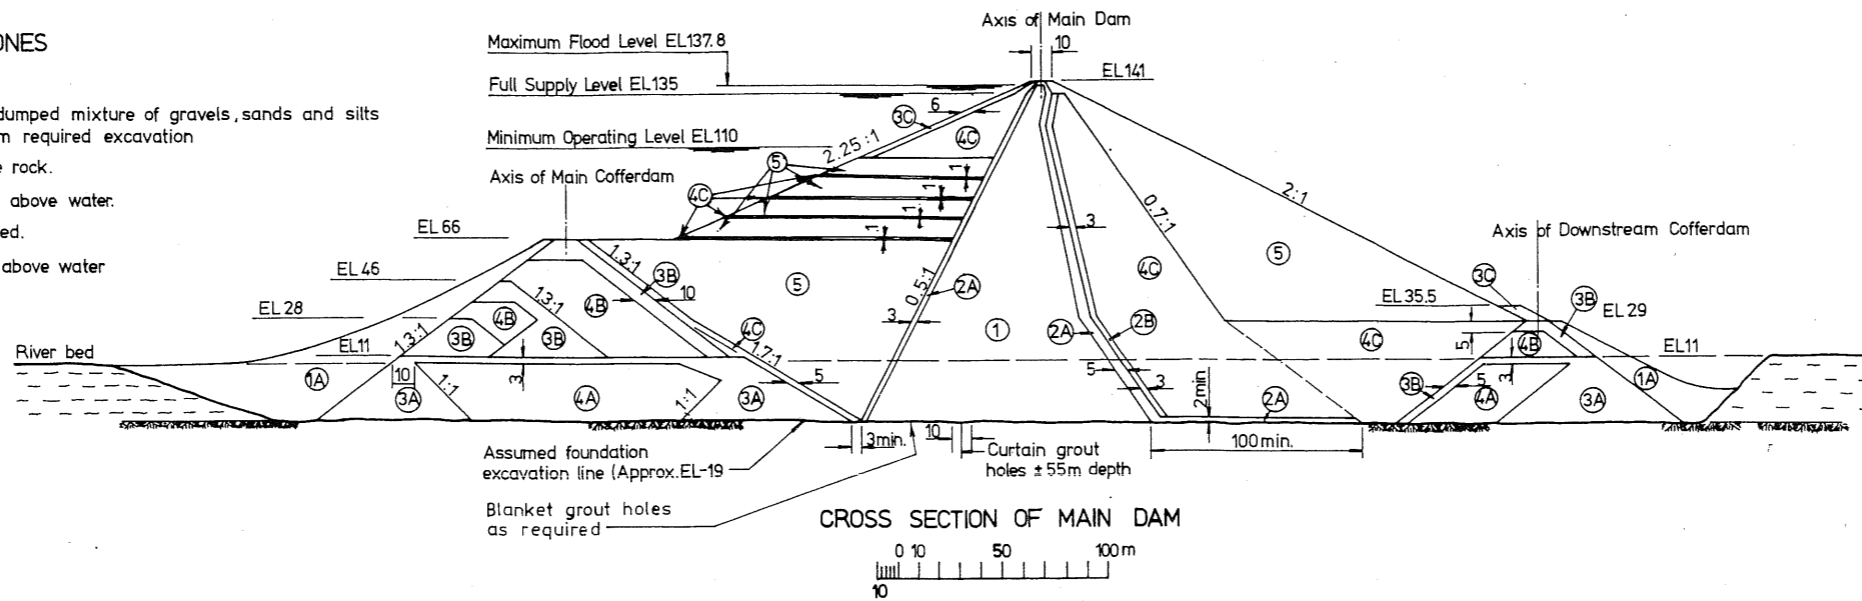 ONES
dumped mixture of gravels, sands and silts
m required excavation
e rock.
above water.
ed.
above water
Axis of Main Dam
10
EL 141
Maximum Flood Level EL137.8
Full Supply Level EL135
Minimum Operating Level EL110
Axis of Main Cofferdam
EL 66
EL 46
EL 28
EL11
River bed
2.25:1
3C
6
4C
5
4C
1
1
1
1
1.3:1
3B
10
5
0.5:1
2A
3
1
3
4C
0.7:1
5
2:1
Axis of Downstream Cofferdam
3C
3B
EL 35.5
EL 29
EL11
1.3:1
4B
1.3:1
4B
3B
3B
4C
1.7:1
2A
2B
4C
5
4B
1A
10
3A
1:1
3
4A
1:1
3A
5
5
3
2min
2A
3B
5
4A
3
3A
1A
3min.
10
100min.
Assumed foundation
excavation line (Approx.EL-19
Curtain grout
holes ±55m depth
Blanket grout holes
as required
CROSS SECTION OF MAIN DAM
0 10 50 100m
10